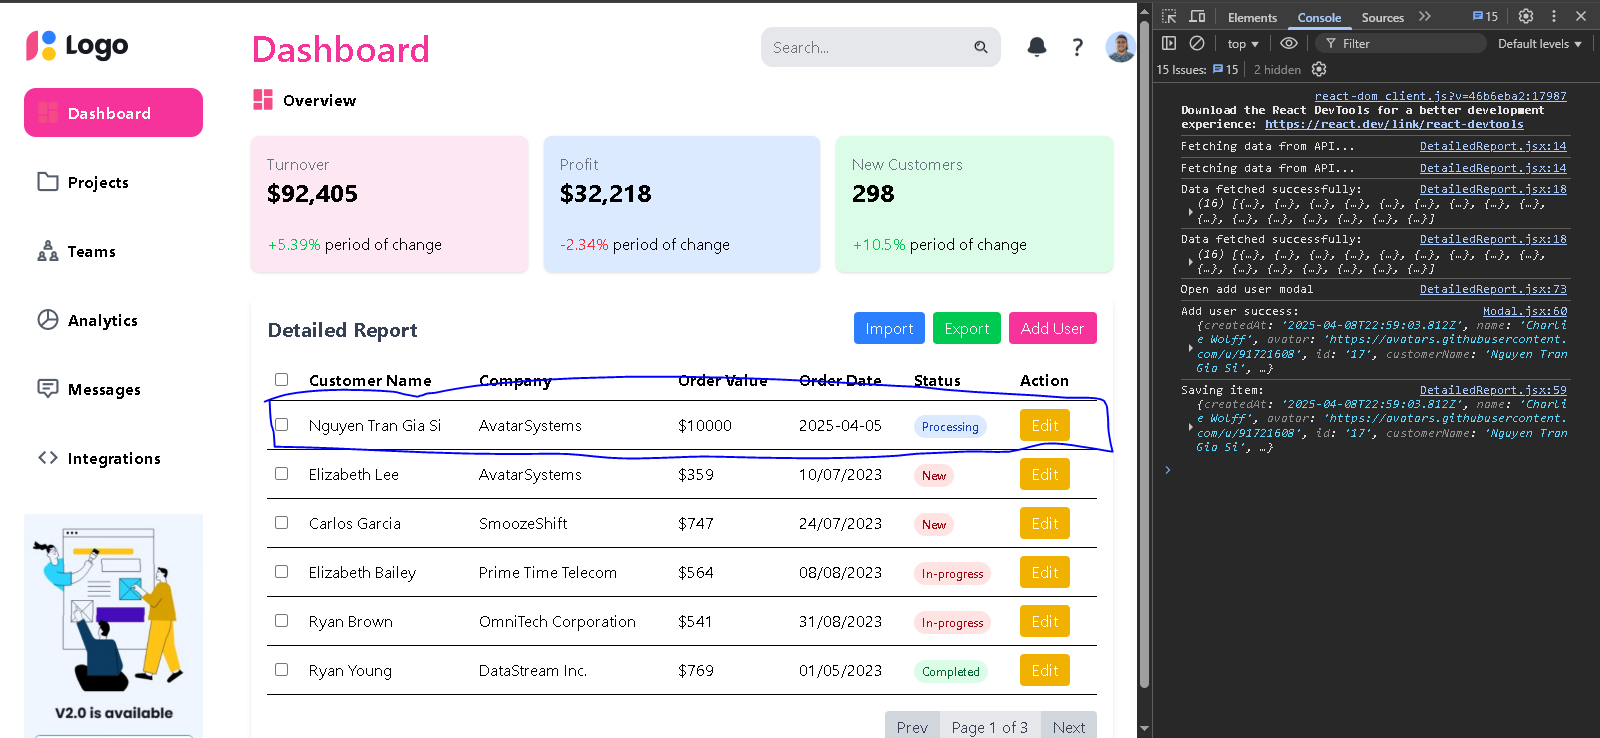 Logo
Dashboard
Projects
Teams
Analytics
Messages
Integrations
V2.0 is available
Dashboard
Search...
?
Overview
Turnover
$92,405
+5.39% period of change
Profit
$32,218
-2.34% period of change
New Customers
298
+10.5% period of change
Detailed Report
Import Export Add User
Customer Name Company Order Value Order Date Status Action
Nguyen Tran Gia Si AvatarSystems $10000 2025-04-05 Processing Edit
Elizabeth Lee AvatarSystems $359 10/07/2023 New Edit
Carlos Garcia SmoozeShift $747 24/07/2023 New Edit
Elizabeth Bailey Prime Time Telecom $564 08/08/2023 In-progress Edit
Ryan Brown OmniTech Corporation $541 31/08/2023 In-progress Edit
Ryan Young DataStream Inc. $769 01/05/2023 Completed Edit
Prev Page 1 of 3 Next
Elements Console Sources 15
top Filter Default levels
15 Issues: 15 2 hidden
react-dom_client.js?v=46b6eba2:17987
Download the React DevTools for a better development
experience: https://react.dev/link/react-devtools
Fetching data from API... DetailedReport.jsx:14
Fetching data from API... DetailedReport.jsx:14
Data fetched successfully: DetailedReport.jsx:18
(16) [{…}, {…}, {…}, {…}, {…}, {…}, {…}, {…}, {…},
{…}, {…}, {…}, {…}, {…}, {…}, {…}]
Data fetched successfully: DetailedReport.jsx:18
(16) [{…}, {…}, {…}, {…}, {…}, {…}, {…}, {…}, {…},
{…}, {…}, {…}, {…}, {…}, {…}, {…}]
Open add user modal DetailedReport.jsx:73
Add user success: Modal.jsx:60
{createdAt: '2025-04-08T22:59:03.812Z', name: 'Charli
e Wolff', avatar: 'https://avatars.githubusercontent.
com/u/91721608', id: '17', customerName: 'Nguyen Tran
Gia Si', …}
Saving item: DetailedReport.jsx:59
{createdAt: '2025-04-08T22:59:03.812Z', name: 'Charli
e Wolff', avatar: 'https://avatars.githubusercontent.
com/u/91721608', id: '17', customerName: 'Nguyen Tran
Gia Si', …}